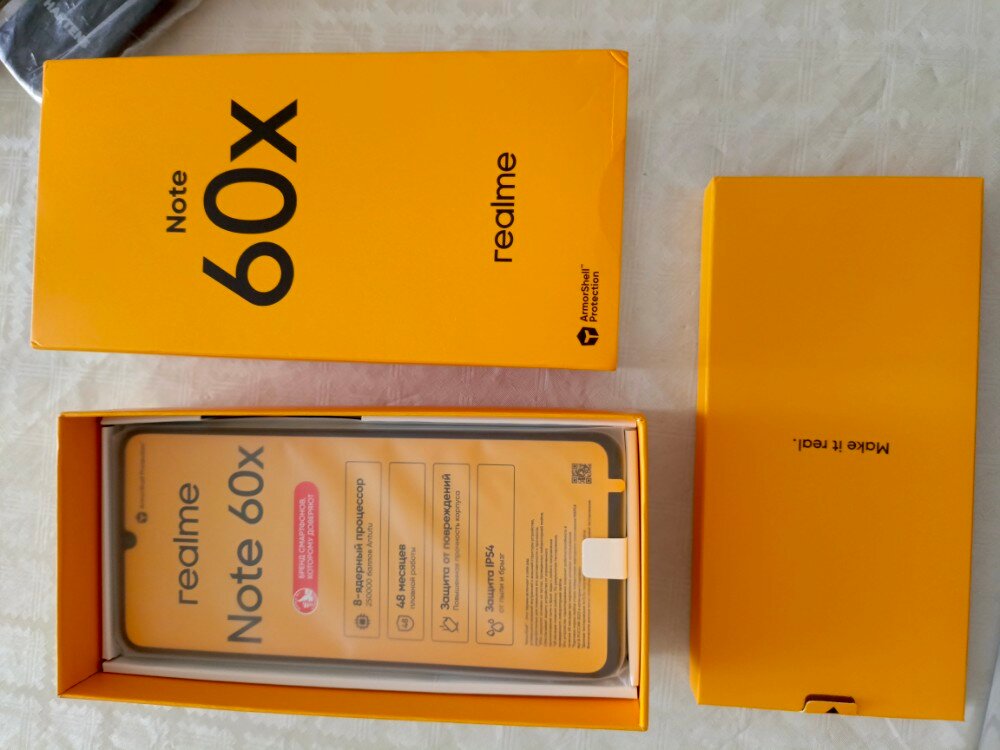 Note
60x
realme
ArmorShell™
Protection
realme
Note 60x
БРЕНД СМАРТФОНОВ,
КОТОРОМУ ДОВЕРЯЮТ
8-ядерный процессор
250000 баллов Antutu
48
48 месяцев
плавной работы
Защита от повреждений
Повышенная прочность корпуса
Защита IP54
от пыли и брызг
Make it real.